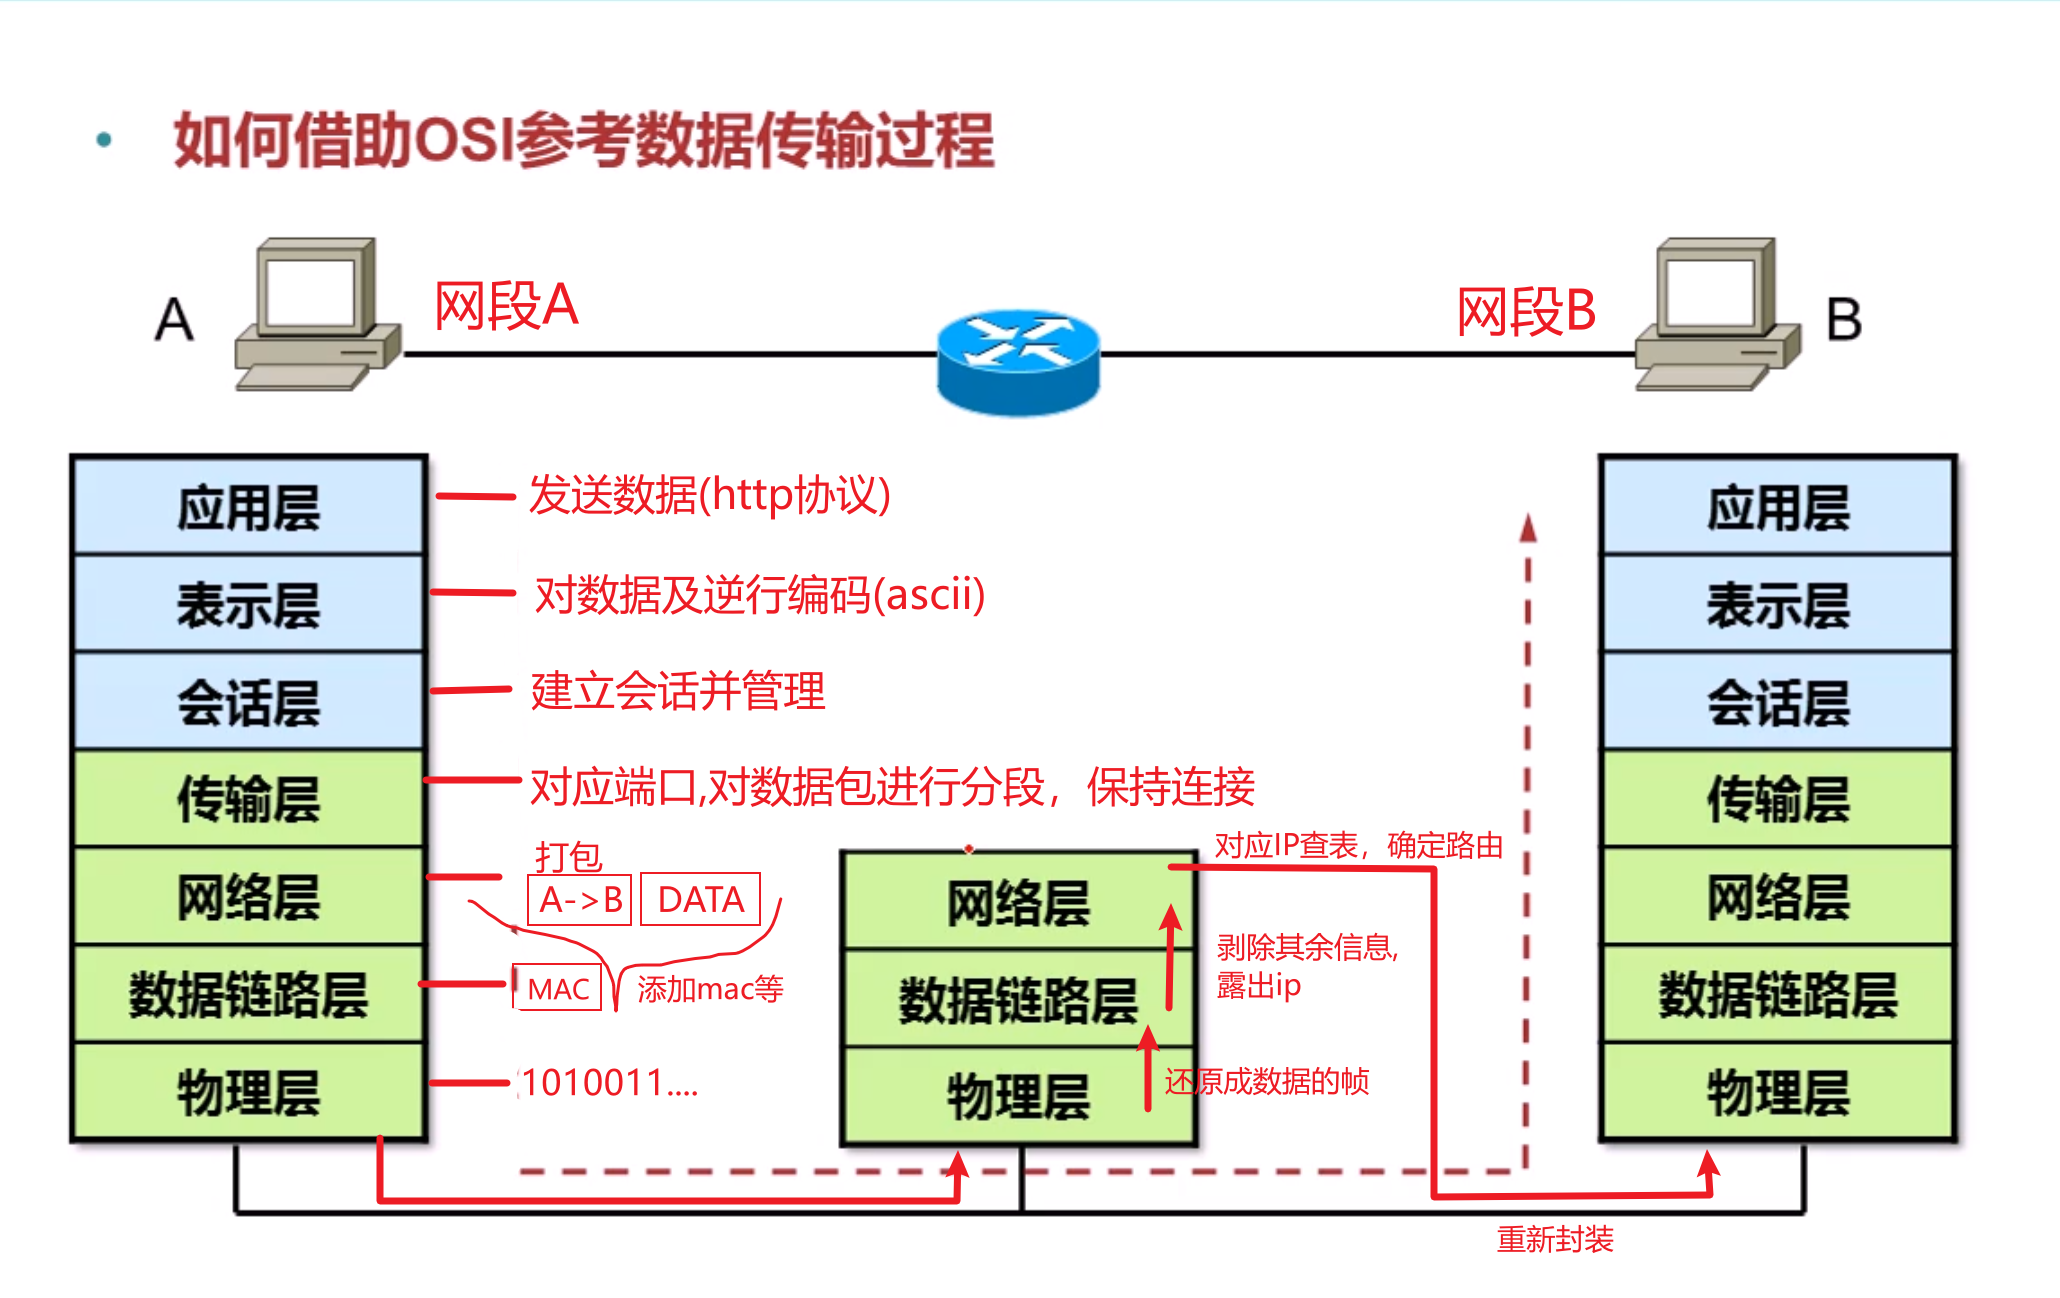 • 如何借助OSI参考数据传输过程
A
网段A
网段B
B
应用层
发送数据(http协议)
表示层
对数据及逆行编码(ascii)
会话层
建立会话并管理
传输层
对应端口,对数据包进行分段，保持连接
网络层
打包
A->B
DATA
数据链路层
MAC
添加mac等
物理层
1010011....
网络层
对应IP查表，确定路由
数据链路层
剥除其余信息,
露出ip
物理层
还原成数据的帧
应用层
表示层
会话层
传输层
网络层
数据链路层
物理层
重新封装